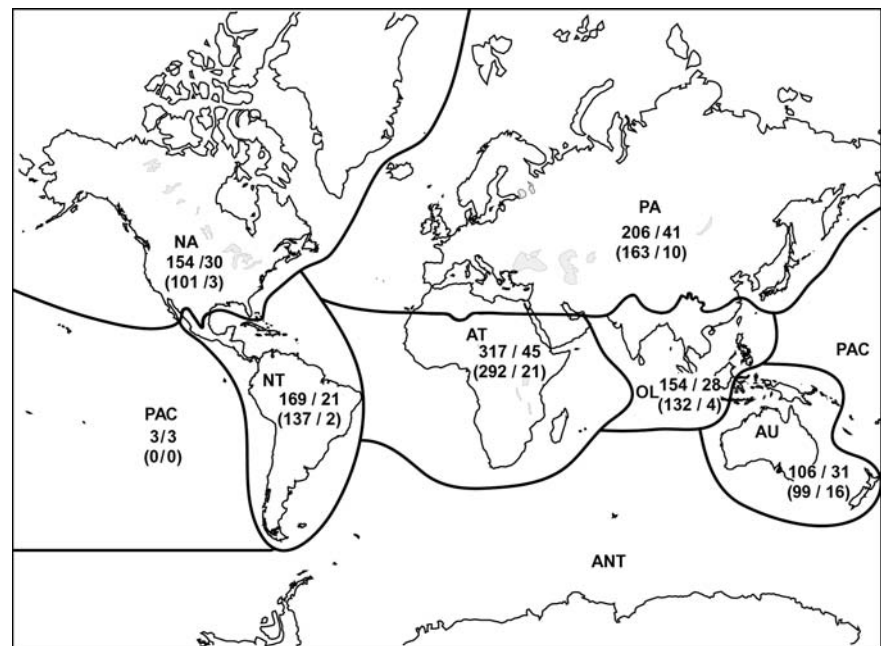 NA
154 /30
(101 /3)
PA
206 / 41
(163 / 10)
PAC
3/3
(0/0)
NT
169 / 21
(137 / 2)
AT
317 / 45
(292 / 21)
OL 154 / 28
(132 / 4)
PAC
AU
106 / 31
(99 / 16)
ANT